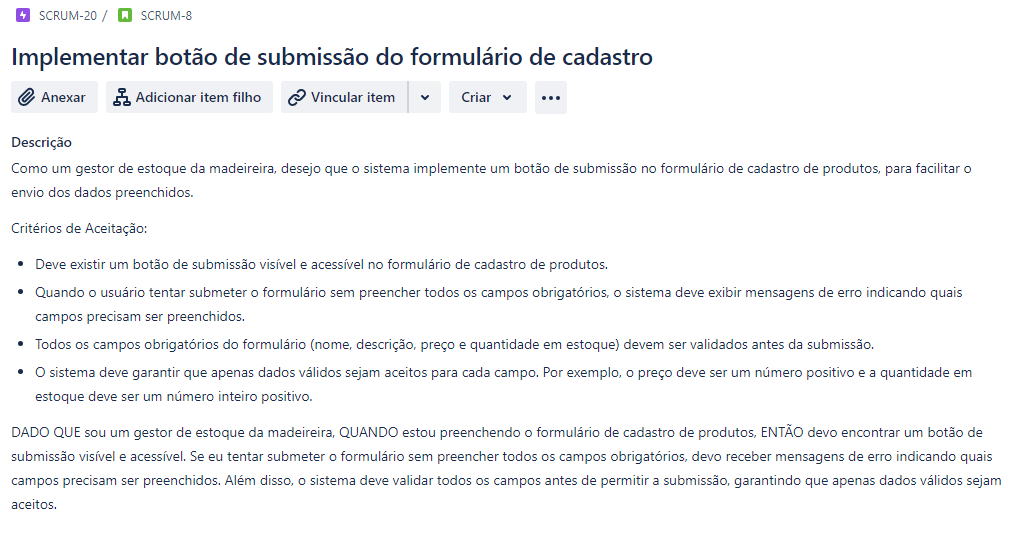 SCRUM-20 / SCRUM-8
Implementar botão de submissão do formulário de cadastro
Anexar Adicionar item filho Vincular item Criar
Descrição
Como um gestor de estoque da madeireira, desejo que o sistema implemente um botão de submissão no formulário de cadastro de produtos, para facilitar o
envio dos dados preenchidos.
Critérios de Aceitação:
• Deve existir um botão de submissão visível e acessível no formulário de cadastro de produtos.
• Quando o usuário tentar submeter o formulário sem preencher todos os campos obrigatórios, o sistema deve exibir mensagens de erro indicando quais
campos precisam ser preenchidos.
• Todos os campos obrigatórios do formulário (nome, descrição, preço e quantidade em estoque) devem ser validados antes da submissão.
• O sistema deve garantir que apenas dados válidos sejam aceitos para cada campo. Por exemplo, o preço deve ser um número positivo e a quantidade em
estoque deve ser um número inteiro positivo.
DADO QUE sou um gestor de estoque da madeireira, QUANDO estou preenchendo o formulário de cadastro de produtos, ENTÃO devo encontrar um botão de
submissão visível e acessível. Se eu tentar submeter o formulário sem preencher todos os campos obrigatórios, devo receber mensagens de erro indicando quais
campos precisam ser preenchidos. Além disso, o sistema deve validar todos os campos antes de permitir a submissão, garantindo que apenas dados válidos sejam
aceitos.